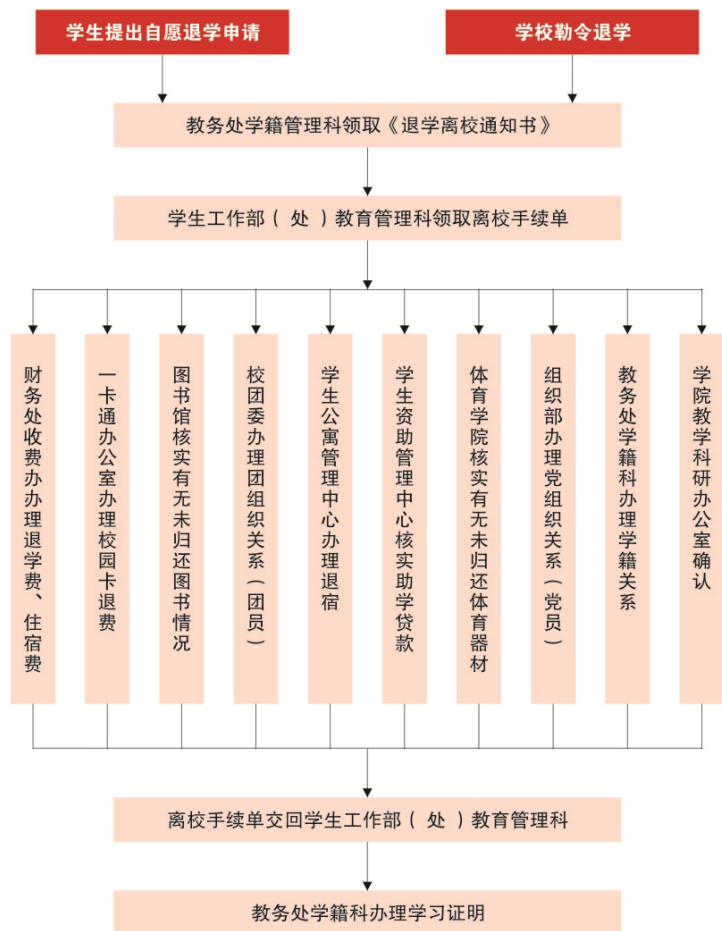 学生提出自愿退学申请
学校勒令退学
教务处学籍管理科领取《退学离校通知书》
学生工作部（处）教育管理科领取离校手续单
财务处收费办办理退学费、住宿费
一卡通办公室办理校园卡退费
图书馆核实有无未归还图书情况
校团委办理团组织关系（团员）
学生公寓管理中心办理退宿
学生资助管理中心核实助学贷款
体育学院核实有无未归还体育器材
组织部办理党组织关系（党员）
教务处学籍科办理学籍关系
学院教学科研办公室确认
离校手续单交回学生工作部（处）教育管理科
教务处学籍科办理学习证明